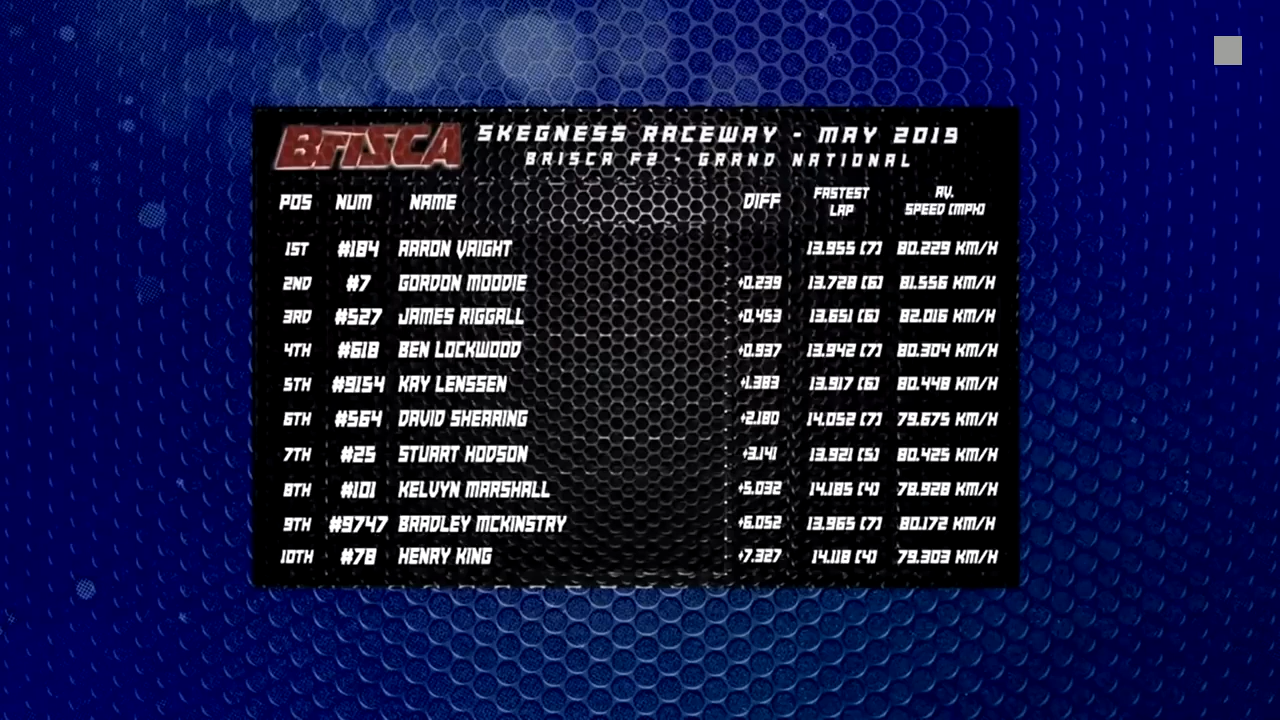 BRISCA
SKEGNESS RACEWAY - MAY 2019
BRISCA F2 - GRAND NATIONAL
POS NUM NAME DIFF FASTEST LAP AV. SPEED (MPH)
1ST #184 AARON VAIGHT 13.955 (7) 80.229 KM/H
2ND #7 GORDON MOODIE +0.239 13.728 (6) 81.556 KM/H
3RD #527 JAMES RIGGALL +0.453 13.651 (6) 82.016 KM/H
4TH #618 BEN LOCKWOOD +0.937 13.942 (7) 80.304 KM/H
5TH #9154 KAY LENSSEN +1.383 13.917 (6) 80.448 KM/H
6TH #564 DAVID SHEARING +2.180 14.052 (7) 79.675 KM/H
7TH #25 STUART HODSON +3.141 13.921 (5) 80.425 KM/H
8TH #101 KELVYN MARSHALL +5.032 14.185 (4) 78.928 KM/H
9TH #9747 BRADLEY MCKINSTRY +6.052 13.965 (7) 80.172 KM/H
10TH #78 HENRY KING +7.327 14.118 (4) 79.303 KM/H